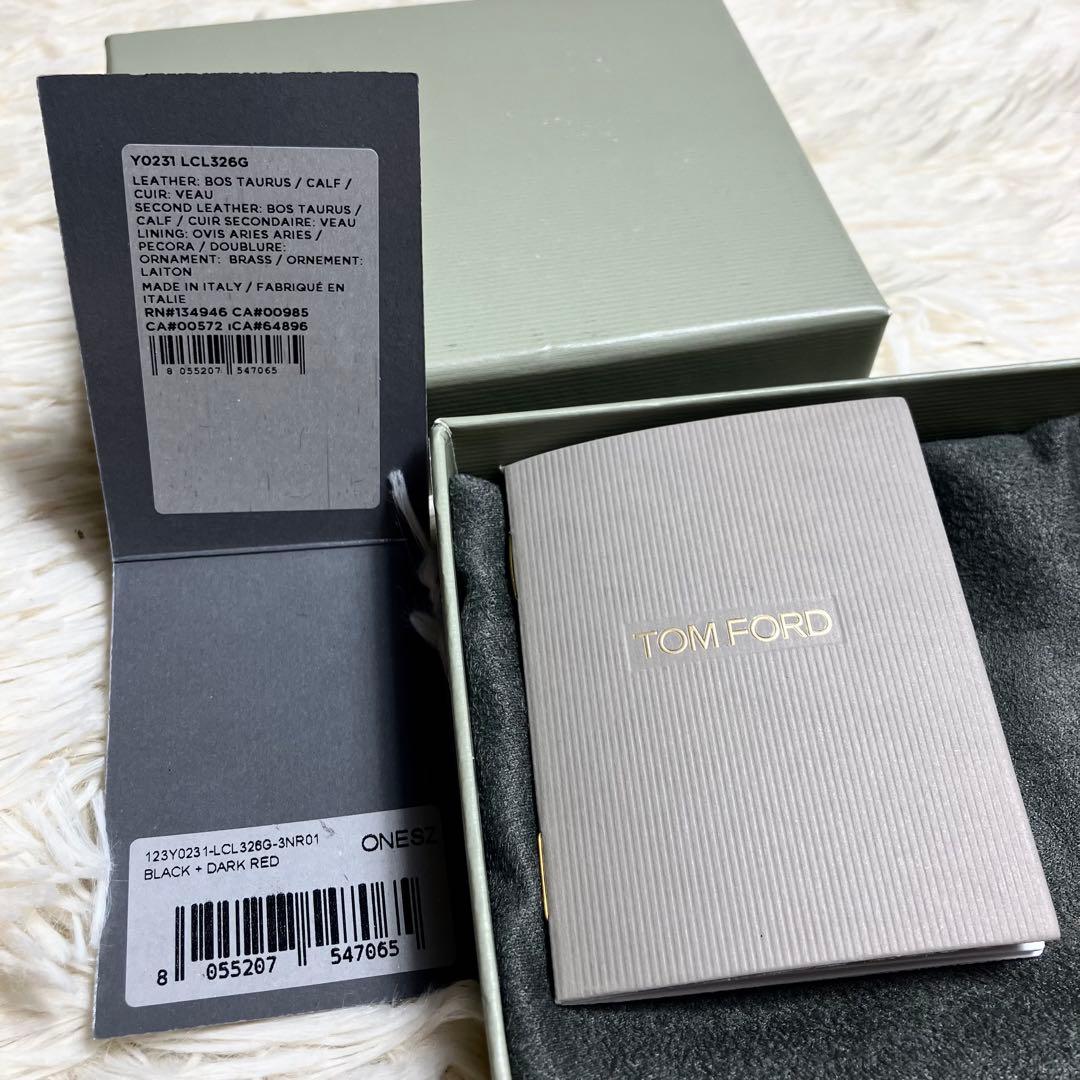 Y0231 LCL326G
LEATHER: BOS TAURUS / CALF /
CUIR: VEAU
SECOND LEATHER: BOS TAURUS /
CALF / CUIR SECONDAIRE: VEAU
LINING: OVIS ARIES ARIES /
PECORA / DOUBLURE:
ORNAMENT: BRASS / ORNEMENT:
LAITON
MADE IN ITALY / FABRIQUÉ EN
ITALIE
RN#134946 CA#00985
CA#00572 ICA#64896
8 055207 547065
TOM FORD
123Y0231-LCL326G-3NR01 ONESZ
BLACK + DARK RED
8 055207 547065